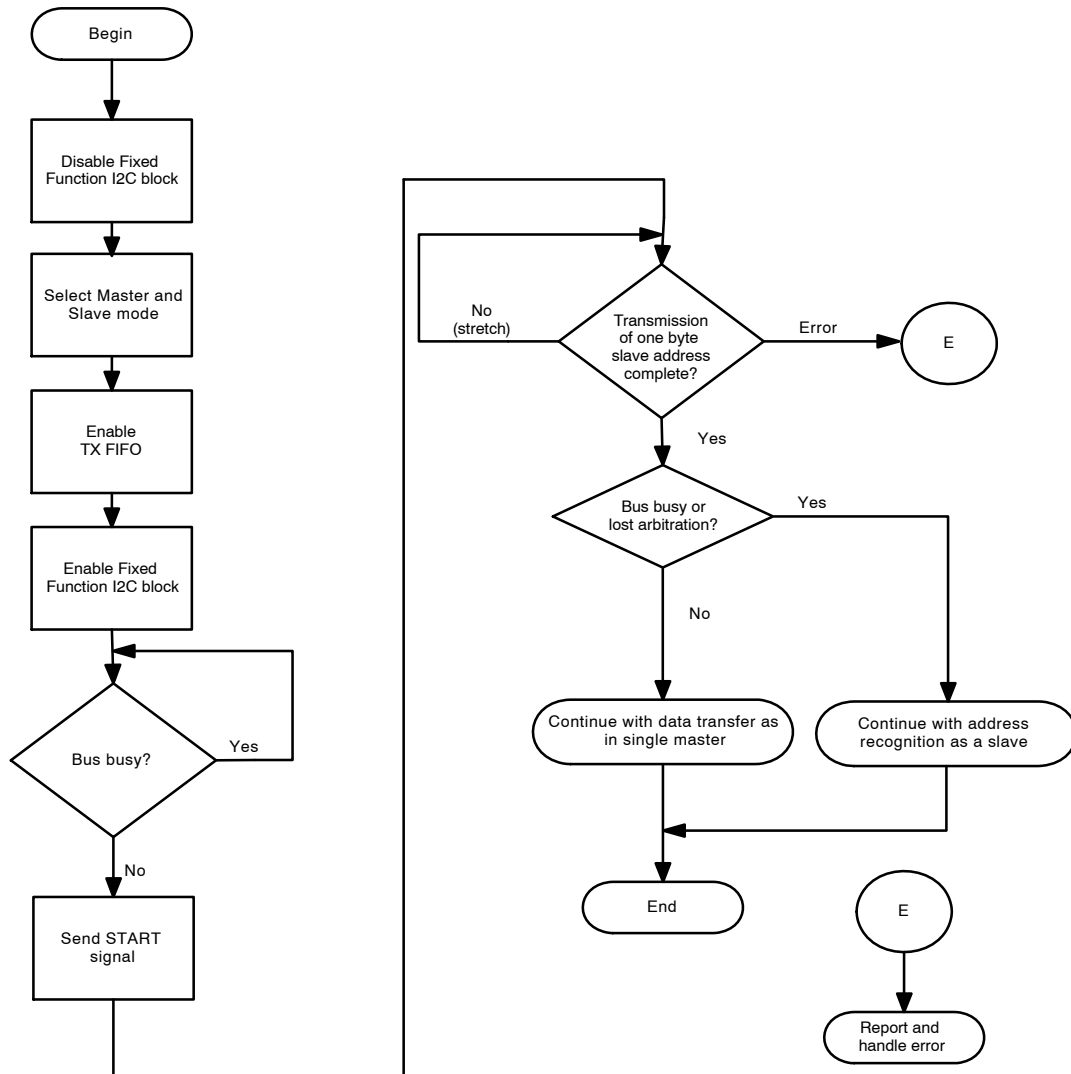 Begin
Disable Fixed
Function I2C block
Select Master and
Slave mode
Enable
TX FIFO
Enable Fixed
Function I2C block
Bus busy?
Yes
No
Send START
signal
No
(stretch)
Transmission
of one byte
slave address
complete?
Error
E
Yes
Bus busy or
lost arbitration?
Yes
No
Continue with data transfer as
in single master
Continue with address
recognition as a slave
End
E
Report and
handle error